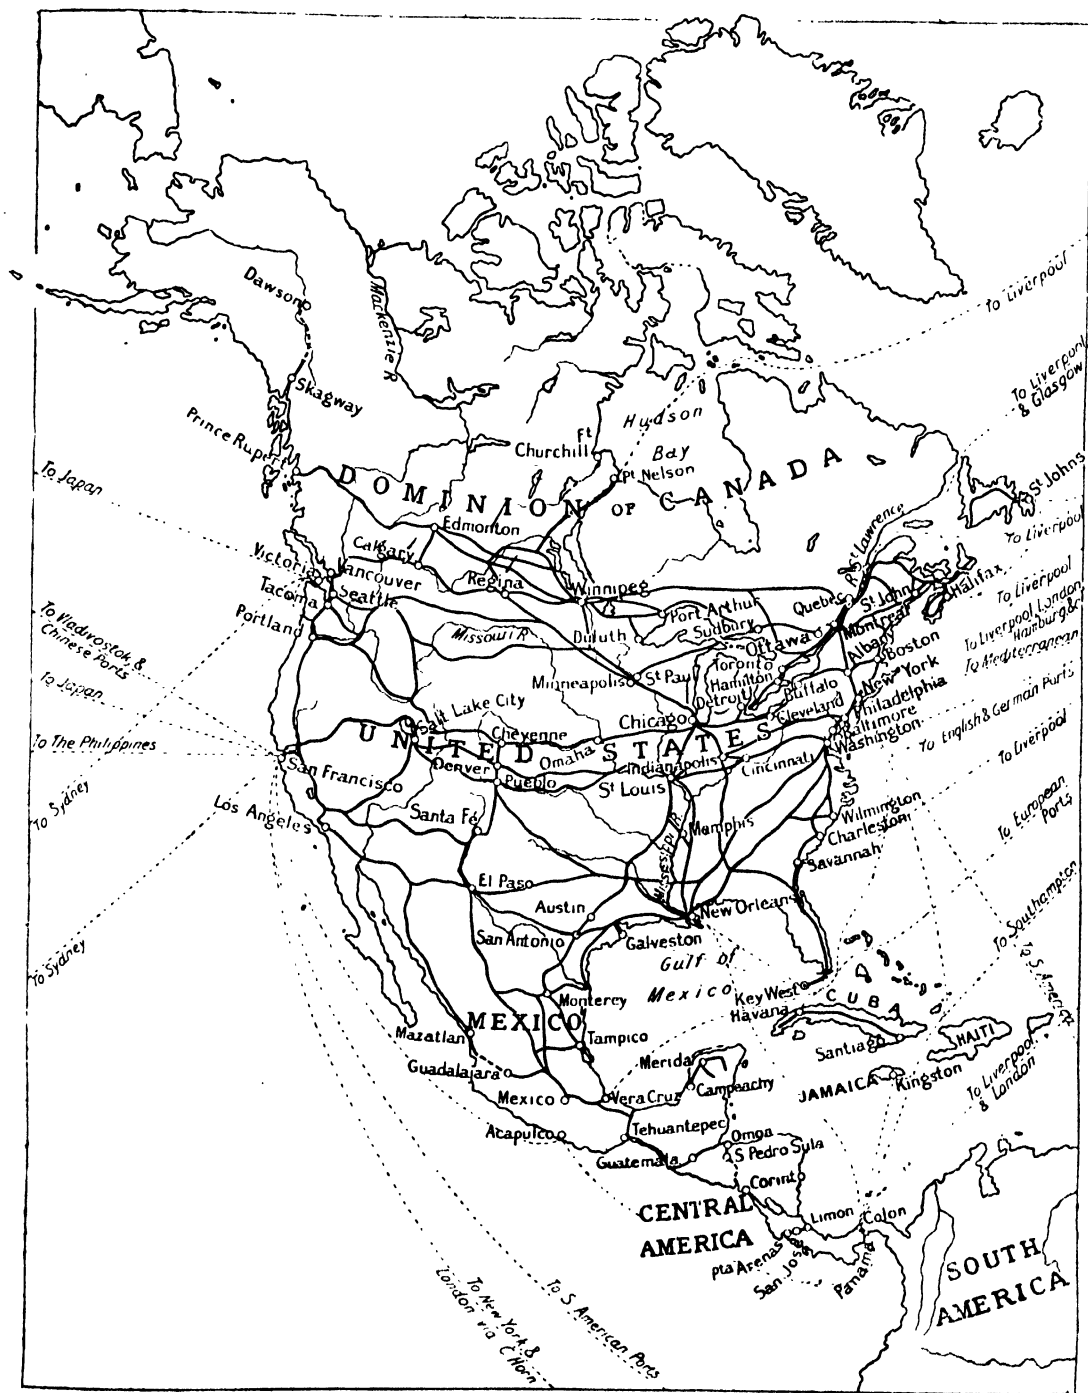 To Liverpool
Dawson
Mackenzie R
To Liverpool
& Glasgow
Skagway
Hudson
Bay
Prince Rupert
Ft
Churchill
Pt Nelson
To Japan
DOMINION OF CANADA
To St Johns
Edmonton
R St Lawrence
To Liverpool
Calgary
Victoria
Vancouver
Regina
Winnipeg
Quebec
St John
Halifax
To Liverpool
Tacoma
Seattle
Port Arthur
Sudbury
Montreal
To Liverpool, London
Hamburg &c
To Vladivostok, &
Chinese Ports
Portland
Missouri R
Duluth
Ottawa
Albany
Boston
To Mediterranean
Toronto
Hamilton
Minneapolis
St Paul
Detroit
Buffalo
New York
Philadelphia
To Japan
Salt Lake City
Chicago
Cleveland
Baltimore
Washington
To English & German Ports
To The Philippines
Cheyenne
UNITED STATES
Omaha
Indianapolis
Cincinnati
To Liverpool
San Francisco
Denver
Pueblo
St Louis
To Sydney
Los Angeles
Santa Fé
Mississippi R.
Memphis
Wilmington
Charleston
Savannah
To European
Ports
El Paso
Austin
New Orleans
San Antonio
Galveston
To Southampton
To Sydney
Gulf of
Mexico
Key West
Havana
CUBA
To S. America
Monterey
MEXICO
Mazatlan
Tampico
Santiago
HAITI
Merida
Guadalajara
Campeachy
JAMAICA
Kingston
To Liverpool
& London
Mexico
Vera Cruz
Acapulco
Tehuantepec
Omoa
S Pedro Sula
Guatemala
Corint
CENTRAL
AMERICA
Limon
Colon
Pta Arenas
San José
Panama
SOUTH
AMERICA
To New York &
London via C Horn
To S American Ports